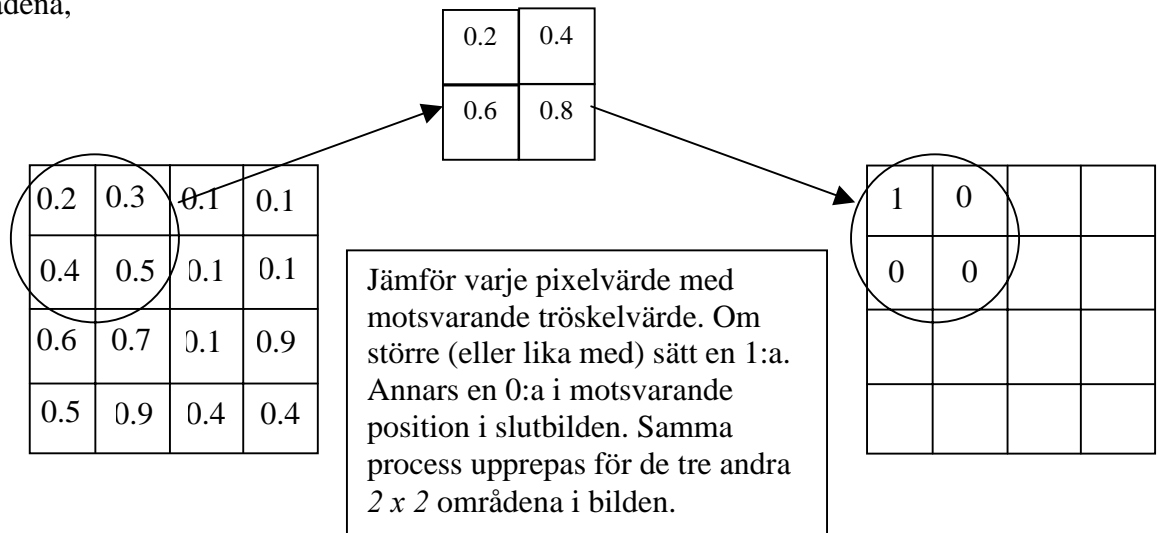 0.2 0.4
0.6 0.8
0.2 0.3 0.1 0.1
0.4 0.5 0.1 0.1
0.6 0.7 0.1 0.9
0.5 0.9 0.4 0.4
Jämför varje pixelvärde med
motsvarande tröskelvärde. Om
större (eller lika med) sätt en 1:a.
Annars en 0:a i motsvarande
position i slutbilden. Samma
process upprepas för de tre andra
2 x 2 områdena i bilden.
1 0
0 0